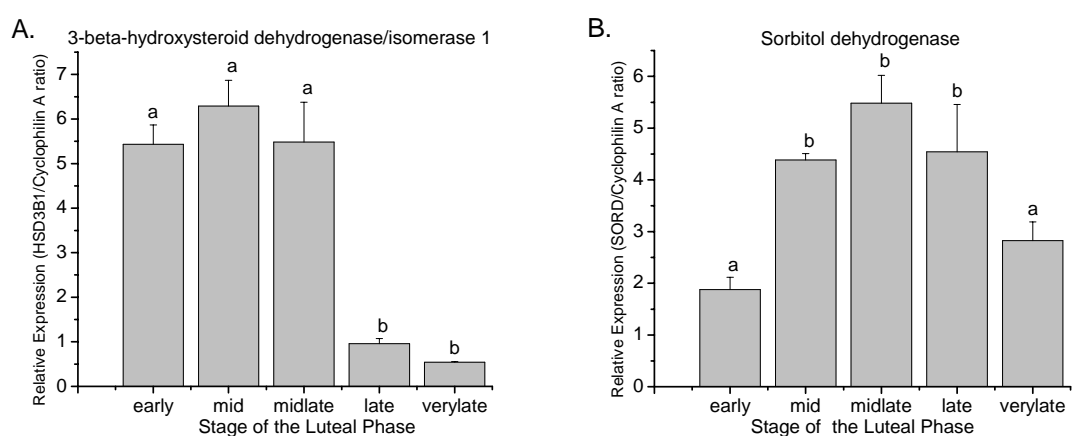 A.
3-beta-hydroxysteroid dehydrogenase/isomerase 1
Relative Expression (HSD3B1/Cyclophilin A ratio)
7
6
5
4
3
2
1
0
a
a
a
b
b
early
mid
midlate
late
verylate
Stage of the Luteal Phase
B.
Sorbitol dehydrogenase
Relative Expression (SORD/Cyclophilin A ratio)
6
5
4
3
2
1
0
a
b
b
b
a
early
mid
midlate
late
verylate
Stage of the Luteal Phase